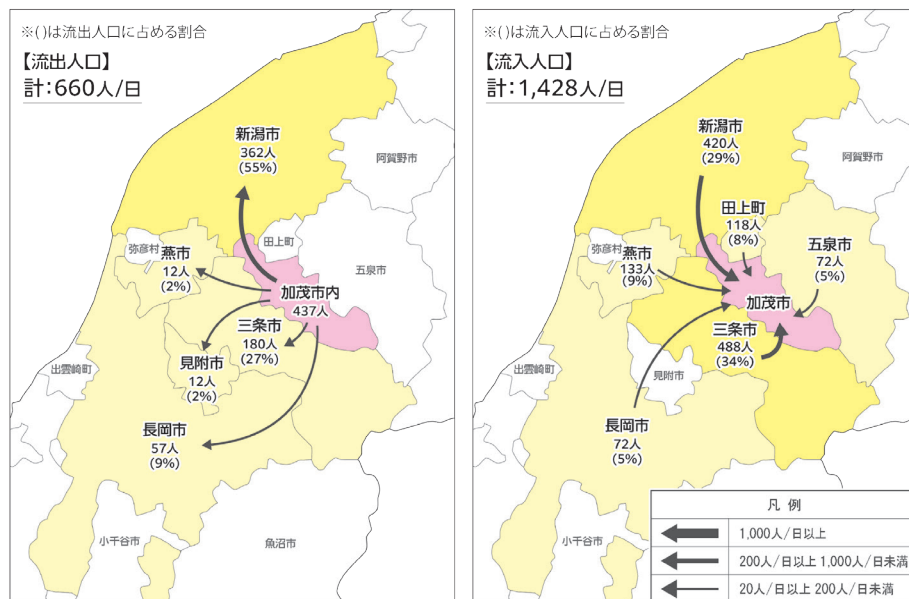 ※()は流出人口に占める割合
【流出人口】
計:660人/日
新潟市
362人
(55%)
阿賀野市
田上町
弥彦村
燕市
12人
(2%)
五泉市
加茂市内
437人
三条市
180人
(27%)
見附市
12人
(2%)
出雲崎町
長岡市
57人
(9%)
小千谷市
魚沼市
※()は流入人口に占める割合
【流入人口】
計:1,428人/日
新潟市
420人
(29%)
阿賀野市
田上町
118人
(8%)
弥彦村
燕市
133人
(9%)
五泉市
72人
(5%)
加茂市
三条市
488人
(34%)
出雲崎町
見附市
長岡市
72人
(5%)
小千谷市
凡 例
1,000人/日以上
200人/日以上 1,000人/日未満
20人/日以上 200人/日未満